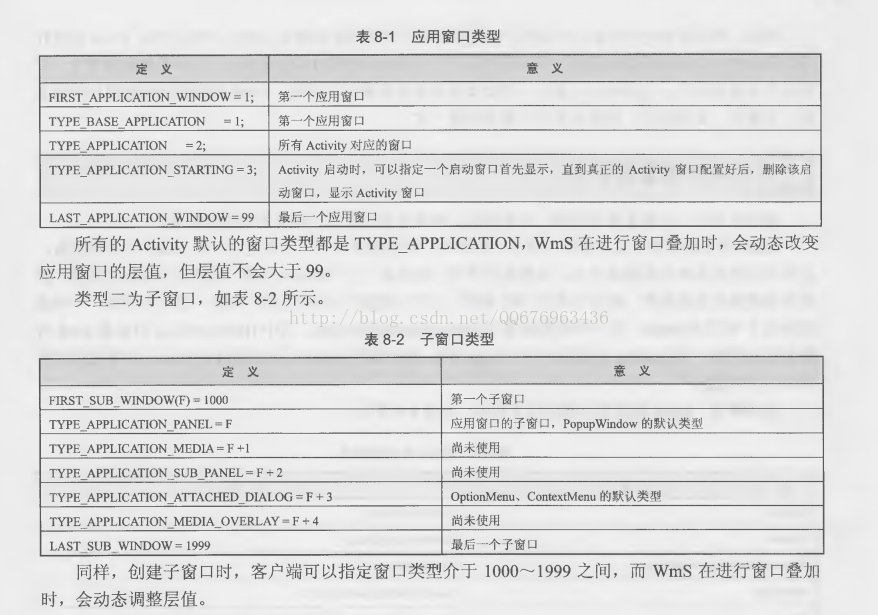 表 8-1 应用窗口类型
定 义 意 义
FIRST_APPLICATION_WINDOW = 1; 第一个应用窗口
TYPE_BASE_APPLICATION = 1; 第一个应用窗口
TYPE_APPLICATION = 2; 所有 Activity 对应的窗口
TYPE_APPLICATION_STARTING = 3; Activity 启动时，可以指定一个启动窗口首先显示，直到真正的 Activity 窗口配置好后，删除该启
动窗口，显示 Activity 窗口
LAST_APPLICATION_WINDOW = 99 最后一个应用窗口
所有的 Activity 默认的窗口类型都是 TYPE_APPLICATION，WmS 在进行窗口叠加时，会动态改变
应用窗口的层值，但层值不会大于 99。
类型二为子窗口，如表 8-2 所示。
http://blog.csdn.net/QQ676963436
表 8-2 子窗口类型
定 义 意 义
FIRST_SUB_WINDOW(F) = 1000 第一个子窗口
TYPE_APPLICATION_PANEL = F 应用窗口的子窗口，PopupWindow 的默认类型
TYPE_APPLICATION_MEDIA = F +1 尚未使用
TYPE_APPLICATION_SUB_PANEL = F + 2 尚未使用
TYPE_APPLICATION_ATTACHED_DIALOG = F + 3 OptionMenu、ContextMenu 的默认类型
TYPE_APPLICATION_MEDIA_OVERLAY = F + 4 尚未使用
LAST_SUB_WINDOW = 1999 最后一个子窗口
同样，创建子窗口时，客户端可以指定窗口类型介于 1000～1999 之间，而 WmS 在进行窗口叠加
时，会动态调整层值。